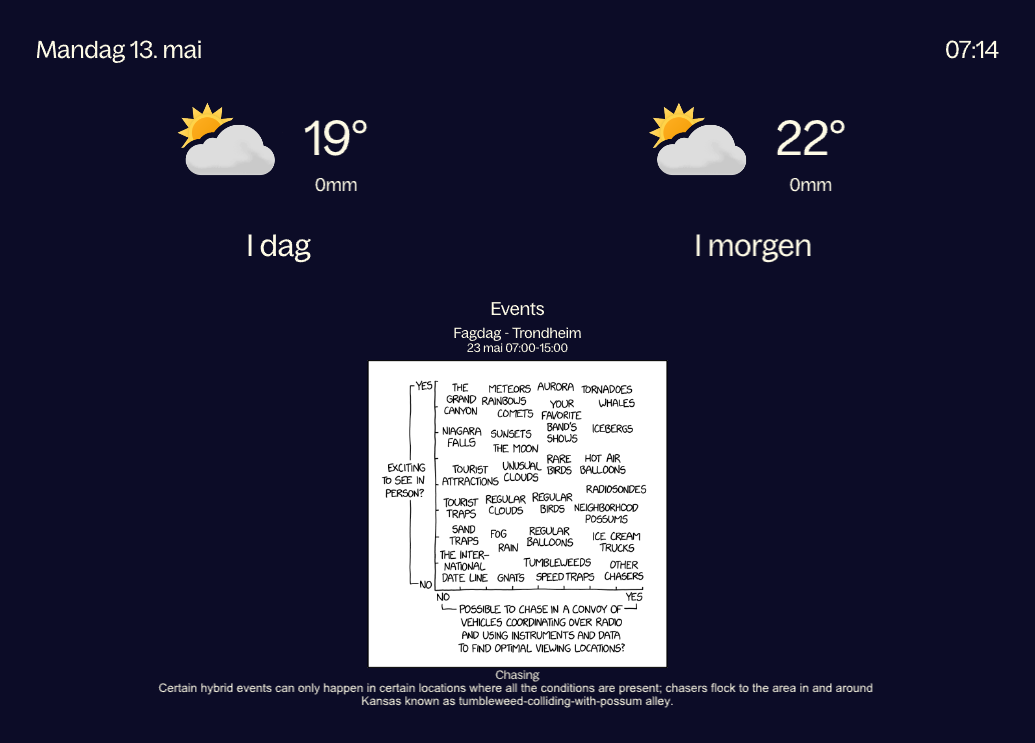 Mandag 13. mai
07:14
19°
0mm
I dag
22°
0mm
I morgen
Events
Fagdag - Trondheim
23 mai 07:00-15:00
YES
THE
GRAND
CANYON
METEORS
RAINBOWS
COMETS
AURORA
TORNADOES
YOUR
FAVORITE
BAND'S
SHOWS
WHALES
NIAGARA
FALLS
SUNSETS
THE MOON
ICEBERGS
EXCITING
TO SEE IN
PERSON?
TOURIST
ATTRACTIONS
UNUSUAL
CLOUDS
RARE
BIRDS
HOT AIR
BALLOONS
RADIOSONDES
TOURIST
TRAPS
REGULAR
CLOUDS
REGULAR
BIRDS
NEIGHBORHOOD
POSSUMS
SAND
TRAPS
FOG
RAIN
REGULAR
BALLOONS
ICE CREAM
TRUCKS
THE INTER-
NATIONAL
DATE LINE
GNATS
TUMBLEWEEDS
SPEED TRAPS
OTHER
CHASERS
NO
NO
YES
POSSIBLE TO CHASE IN A CONVOY OF
VEHICLES COORDINATING OVER RADIO
AND USING INSTRUMENTS AND DATA
TO FIND OPTIMAL VIEWING LOCATIONS?
Chasing
Certain hybrid events can only happen in certain locations where all the conditions are present; chasers flock to the area in and around
Kansas known as tumbleweed-colliding-with-possum alley.